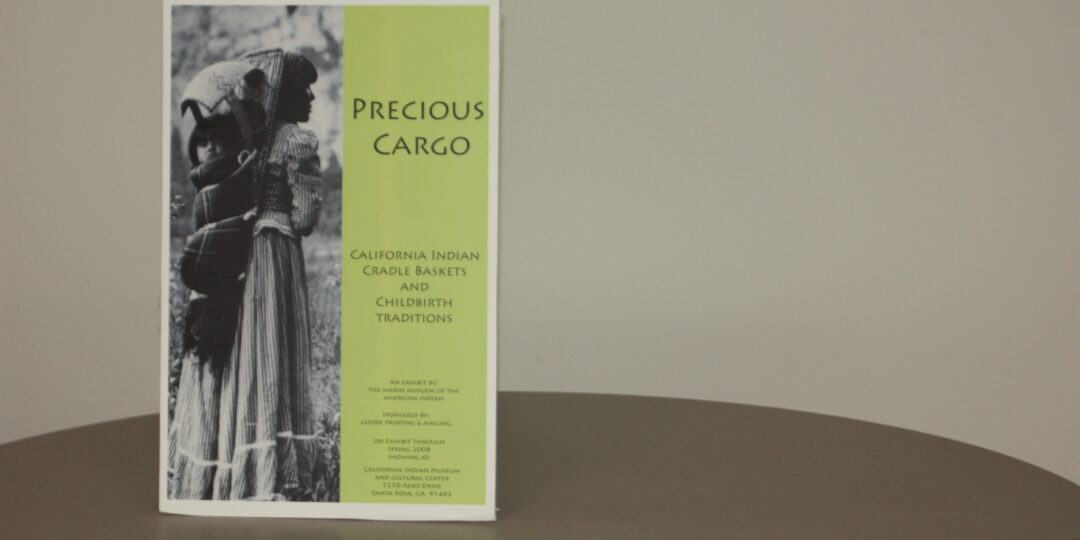 PRECIOUS
CARGO
CALIFORNIA INDIAN
CRADLE BASKETS
AND
CHILDBIRTH
TRADITIONS
AN EXHIBIT BY:
THE MARIN MUSUEM OF THE
AMERICAN INDIAN
SPONSERED BY:
GOODE PRINTING & MAILING
ON EXHIBIT THROUGH
SPRING 2008
SHOWING AT:
CALIFORNIA INDIAN MUSEUM
AND CULTURAL CENTER
5250 AERO DRIVE
SANTA ROSA, CA 95403